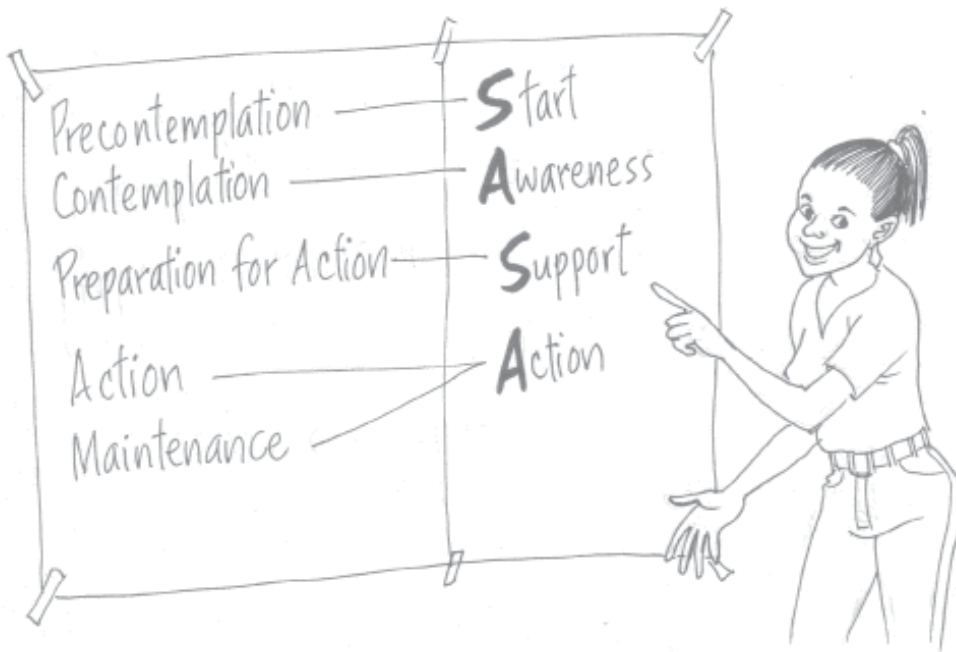 Precontemplation Start
Contemplation Awareness
Preparation for Action Support
Action Action
Maintenance